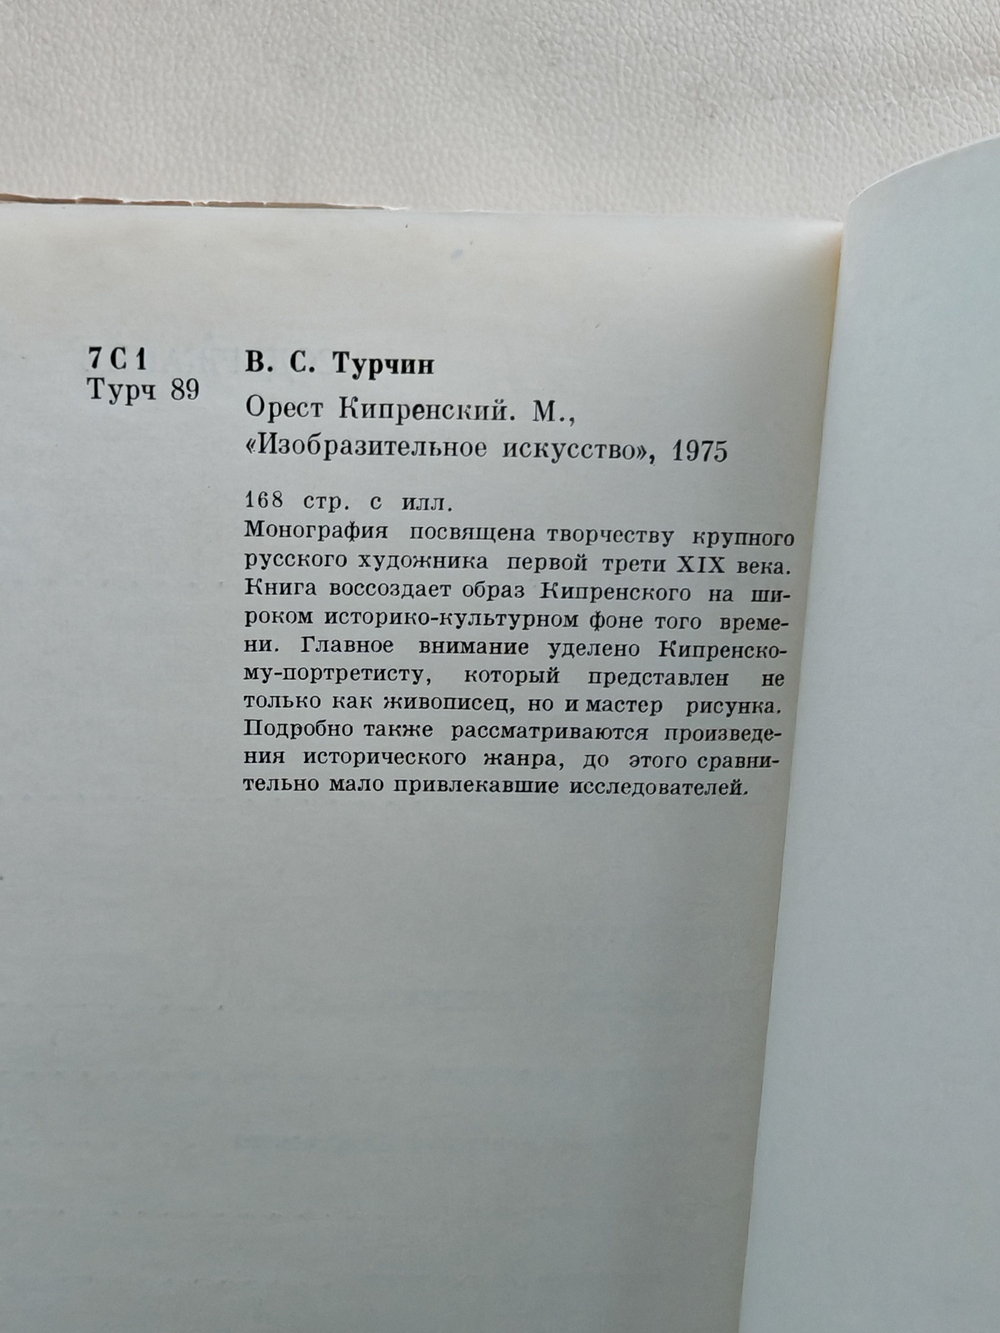 7С1
Турч 89
В. С. Турчин
Орест Кипренский. М.,
«Изобразительное искусство», 1975
168 стр. с илл.
Монография посвящена творчеству крупного
русского художника первой трети XIX века.
Книга воссоздает образ Кипренского на ши-
роком историко-культурном фоне того време-
ни. Главное внимание уделено Кипренско-
му-портретисту, который представлен не
только как живописец, но и мастер рисунка.
Подробно также рассматриваются произведе-
ния исторического жанра, до этого сравни-
тельно мало привлекавшие исследователей.